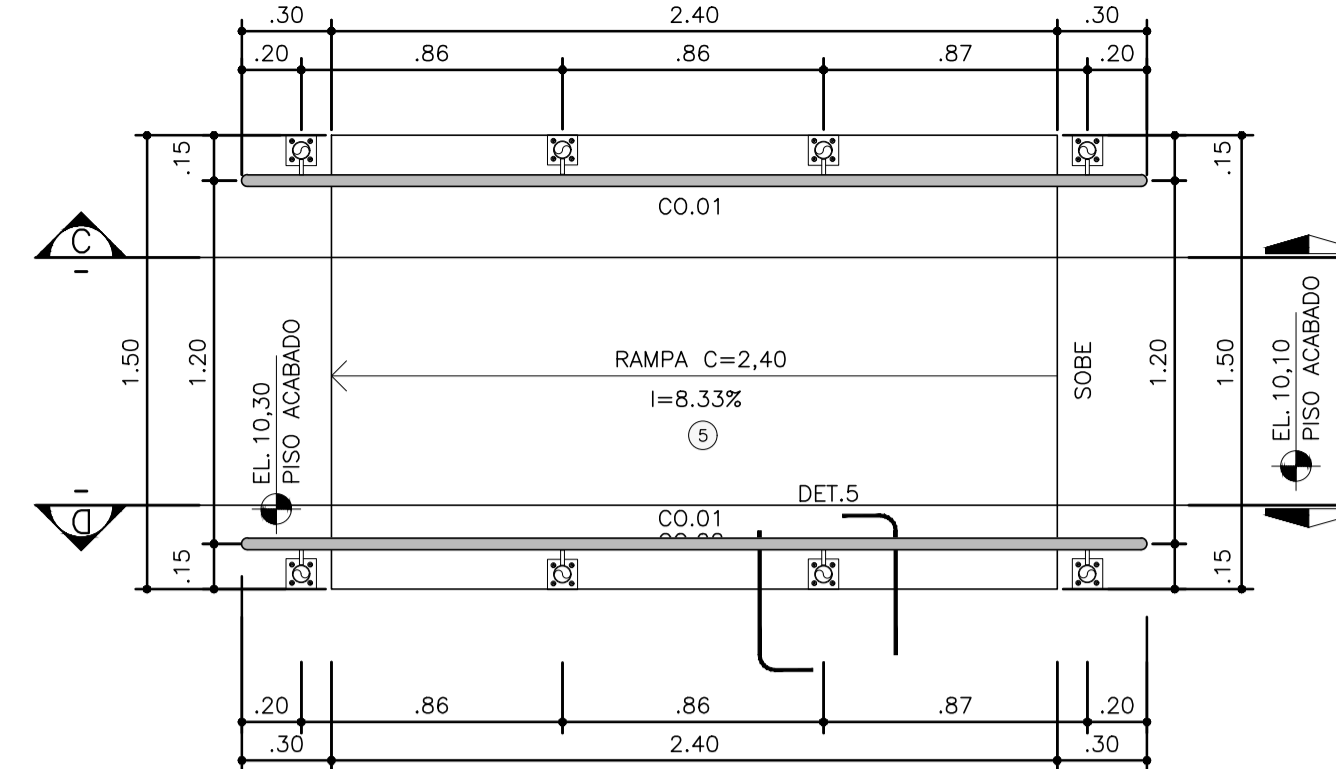 .30 2.40 .30
.20 .86 .86 .87 .20
.15 .15
CO.01
C
1.50 1.20 EL. 10,30 PISO ACABADO
RAMPA C=2,40
I=8.33%
5
SOBE
1.20 1.50 EL. 10,10 PISO ACABADO
DET.5
D
CO.01
.15 .15
.20 .86 .86 .87 .20
.30 2.40 .30